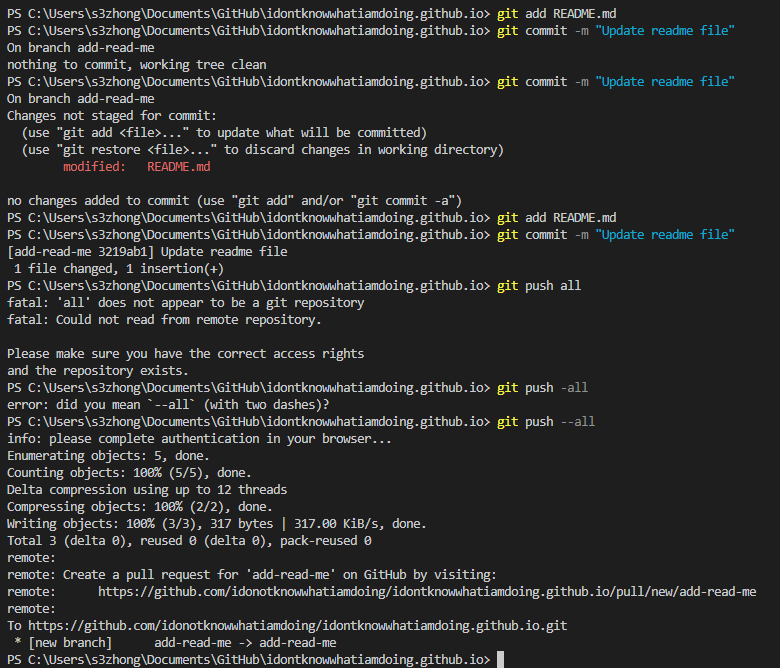 PS C:\Users\s3zhong\Documents\GitHub\idontknowwhatiamdoing.github.io> git add README.md
PS C:\Users\s3zhong\Documents\GitHub\idontknowwhatiamdoing.github.io> git commit -m "Update readme file"
On branch add-read-me
nothing to commit, working tree clean
PS C:\Users\s3zhong\Documents\GitHub\idontknowwhatiamdoing.github.io> git commit -m "Update readme file"
On branch add-read-me
Changes not staged for commit:
  (use "git add <file>..." to update what will be committed)
  (use "git restore <file>..." to discard changes in working directory)
        modified:   README.md

no changes added to commit (use "git add" and/or "git commit -a")
PS C:\Users\s3zhong\Documents\GitHub\idontknowwhatiamdoing.github.io> git add README.md
PS C:\Users\s3zhong\Documents\GitHub\idontknowwhatiamdoing.github.io> git commit -m "Update readme file"
[add-read-me 3219ab1] Update readme file
 1 file changed, 1 insertion(+)
PS C:\Users\s3zhong\Documents\GitHub\idontknowwhatiamdoing.github.io> git push all
fatal: 'all' does not appear to be a git repository
fatal: Could not read from remote repository.

Please make sure you have the correct access rights
and the repository exists.
PS C:\Users\s3zhong\Documents\GitHub\idontknowwhatiamdoing.github.io> git push -all
error: did you mean `--all` (with two dashes)?
PS C:\Users\s3zhong\Documents\GitHub\idontknowwhatiamdoing.github.io> git push --all
info: please complete authentication in your browser...
Enumerating objects: 5, done.
Counting objects: 100% (5/5), done.
Delta compression using up to 12 threads
Compressing objects: 100% (2/2), done.
Writing objects: 100% (3/3), 317 bytes | 317.00 KiB/s, done.
Total 3 (delta 0), reused 0 (delta 0), pack-reused 0
remote:
remote: Create a pull request for 'add-read-me' on GitHub by visiting:
remote:      https://github.com/idonotknowwhatiamdoing/idontknowwhatiamdoing.github.io/pull/new/add-read-me
remote:
To https://github.com/idonotknowwhatiamdoing/idontknowwhatiamdoing.github.io.git
 * [new branch]      add-read-me -> add-read-me
PS C:\Users\s3zhong\Documents\GitHub\idontknowwhatiamdoing.github.io>